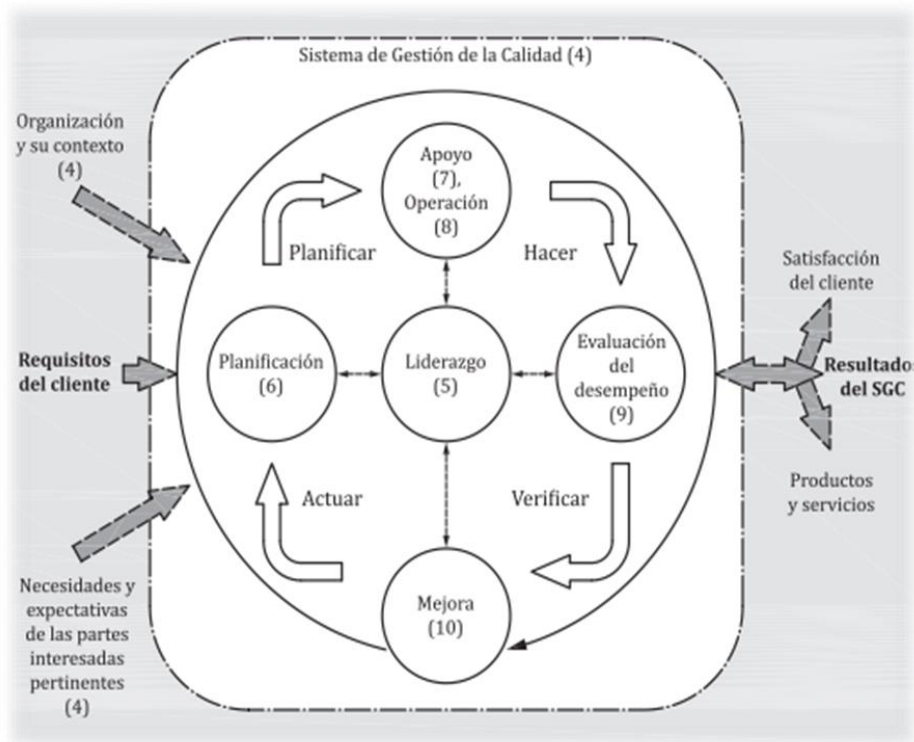 Sistema de Gestión de la Calidad (4)
Organización
y su contexto
(4)
Apoyo
(7),
Operación
(8)
Planificar
Hacer
Satisfacción
del cliente
Requisitos
del cliente
Planificación
(6)
Liderazgo
(5)
Evaluación
del
desempeño
(9)
Resultados
del SGC
Actuar
Verificar
Productos
y servicios
Necesidades y
expectativas
de las partes
interesadas
pertinentes
(4)
Mejora
(10)